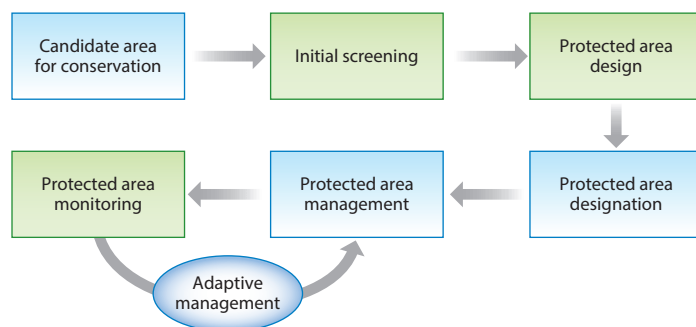 Candidate area
for conservation
Initial screening
Protected area
design
Protected area
designation
Protected area
management
Protected area
monitoring
Adaptive
management